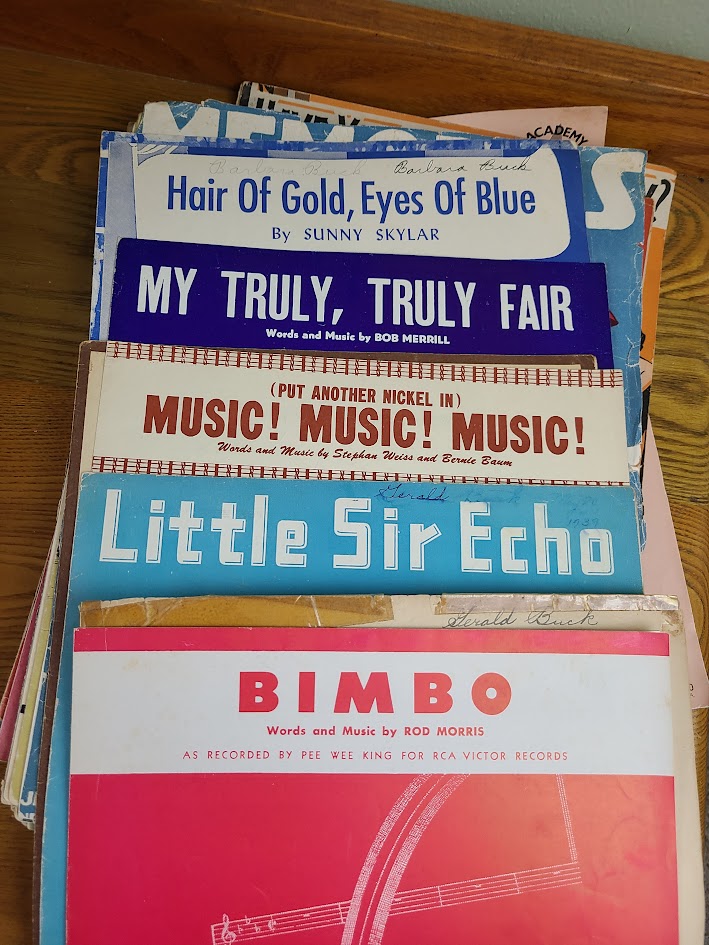 ACADEMY
MEMO
S
?
Barbara Buck Barbara Buck
Hair Of Gold, Eyes Of Blue
By SUNNY SKYLAR
MY TRULY, TRULY FAIR
Words and Music by BOB MERRILL
(PUT ANOTHER NICKEL IN)
MUSIC! MUSIC! MUSIC!
Words and Music by Stephan Weiss and Bernie Baum
Gerald
1939
Little Sir Echo
Gerald Buck
BIMBO
Words and Music by ROD MORRIS
AS RECORDED BY PEE WEE KING FOR RCA VICTOR RECORDS